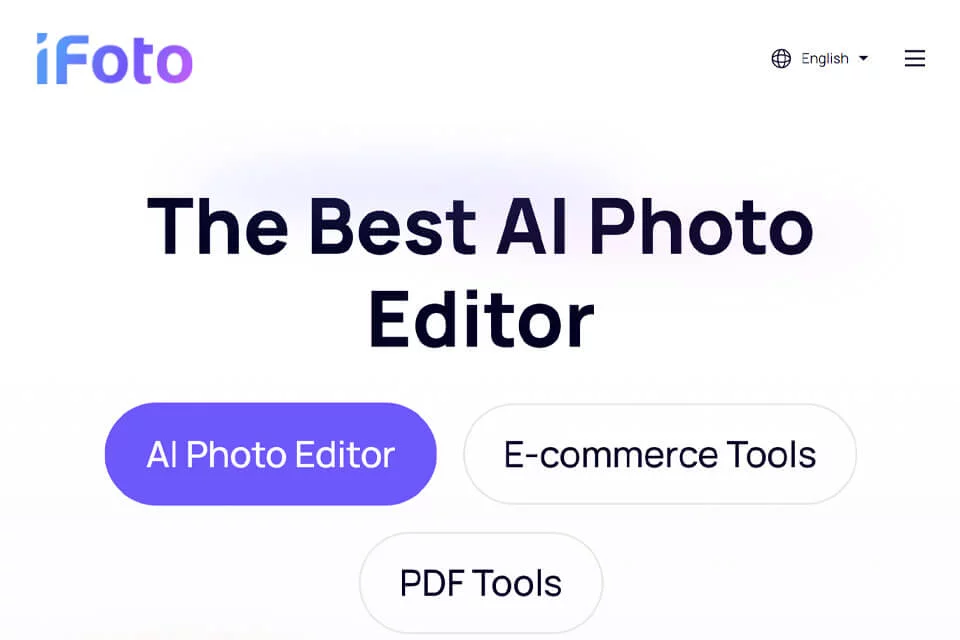 iFoto
English
The Best AI Photo
Editor
AI Photo Editor
E-commerce Tools
PDF Tools